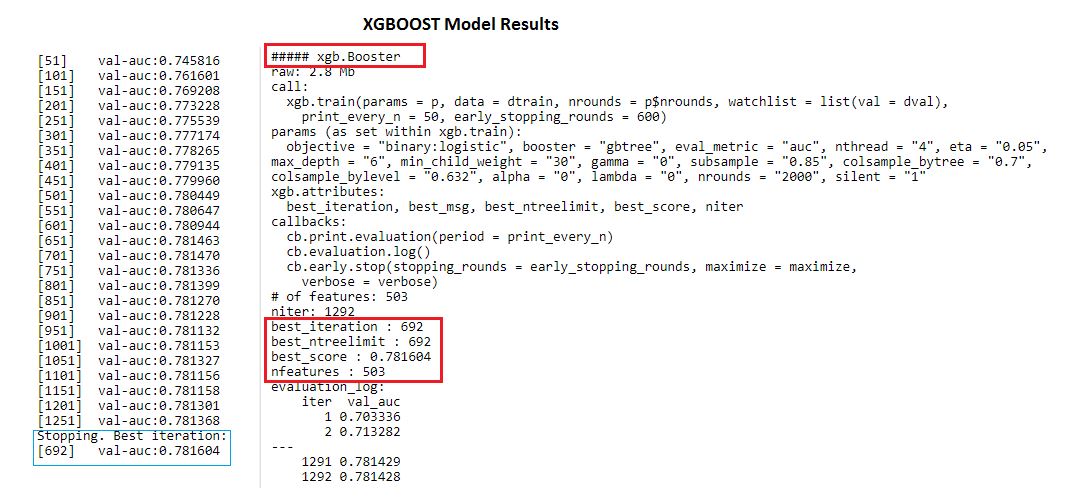 XGBOOST Model Results
[51] val-auc:0.745816
[101] val-auc:0.761601
[151] val-auc:0.769208
[201] val-auc:0.773228
[251] val-auc:0.775539
[301] val-auc:0.777174
[351] val-auc:0.778265
[401] val-auc:0.779135
[451] val-auc:0.779960
[501] val-auc:0.780449
[551] val-auc:0.780647
[601] val-auc:0.780944
[651] val-auc:0.781463
[701] val-auc:0.781470
[751] val-auc:0.781336
[801] val-auc:0.781399
[851] val-auc:0.781270
[901] val-auc:0.781228
[951] val-auc:0.781132
[1001] val-auc:0.781153
[1051] val-auc:0.781327
[1101] val-auc:0.781156
[1151] val-auc:0.781158
[1201] val-auc:0.781301
[1251] val-auc:0.781368
Stopping. Best iteration:
[692] val-auc:0.781604
##### xgb.Booster
raw: 2.8 Mb
call:
xgb.train(params = p, data = dtrain, nrounds = p$nrounds, watchlist = list(val = dval),
print_every_n = 50, early_stopping_rounds = 600)
params (as set within xgb.train):
objective = "binary:logistic", booster = "gbtree", eval_metric = "auc", nthread = "4", eta = "0.05",
max_depth = "6", min_child_weight = "30", gamma = "0", subsample = "0.85", colsample_bytree = "0.7",
colsample_bylevel = "0.632", alpha = "0", lambda = "0", nrounds = "2000", silent = "1"
xgb.attributes:
best_iteration, best_msg, best_ntreelimit, best_score, niter
callbacks:
cb.print.evaluation(period = print_every_n)
cb.evaluation.log()
cb.early.stop(stopping_rounds = early_stopping_rounds, maximize = maximize,
verbose = verbose)
# of features: 503
niter: 1292
best_iteration : 692
best_ntreelimit : 692
best_score : 0.781604
nfeatures : 503
evaluation_log:
iter val_auc
1 0.703336
2 0.713282
---
1291 0.781429
1292 0.781428